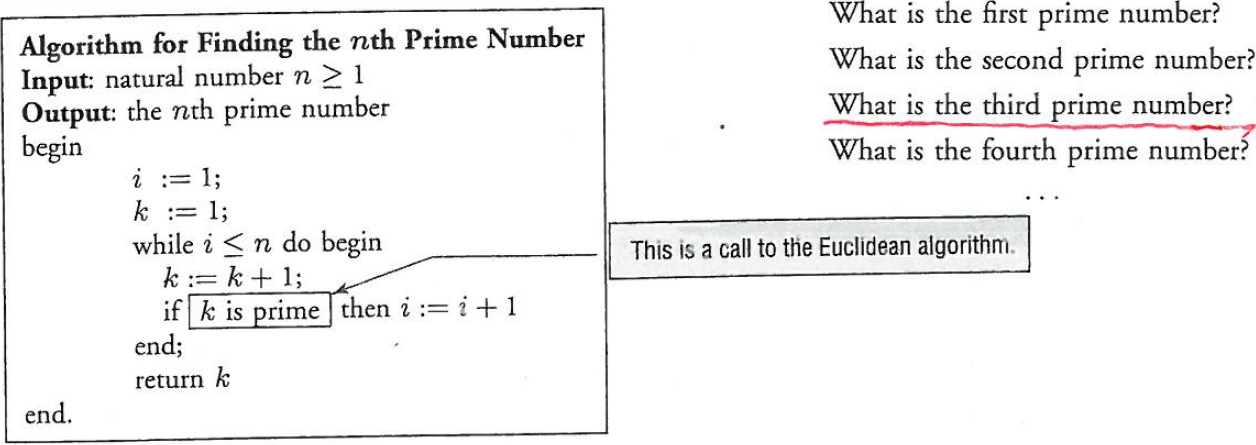 Algorithm for Finding the nth Prime Number
Input: natural number n ≥ 1
Output: the nth prime number
begin
i := 1;
k := 1;
while i ≤ n do begin
k := k + 1;
if k is prime then i := i + 1
end;
return k
end.
This is a call to the Euclidean algorithm.
What is the first prime number?
What is the second prime number?
What is the third prime number?
What is the fourth prime number?
...